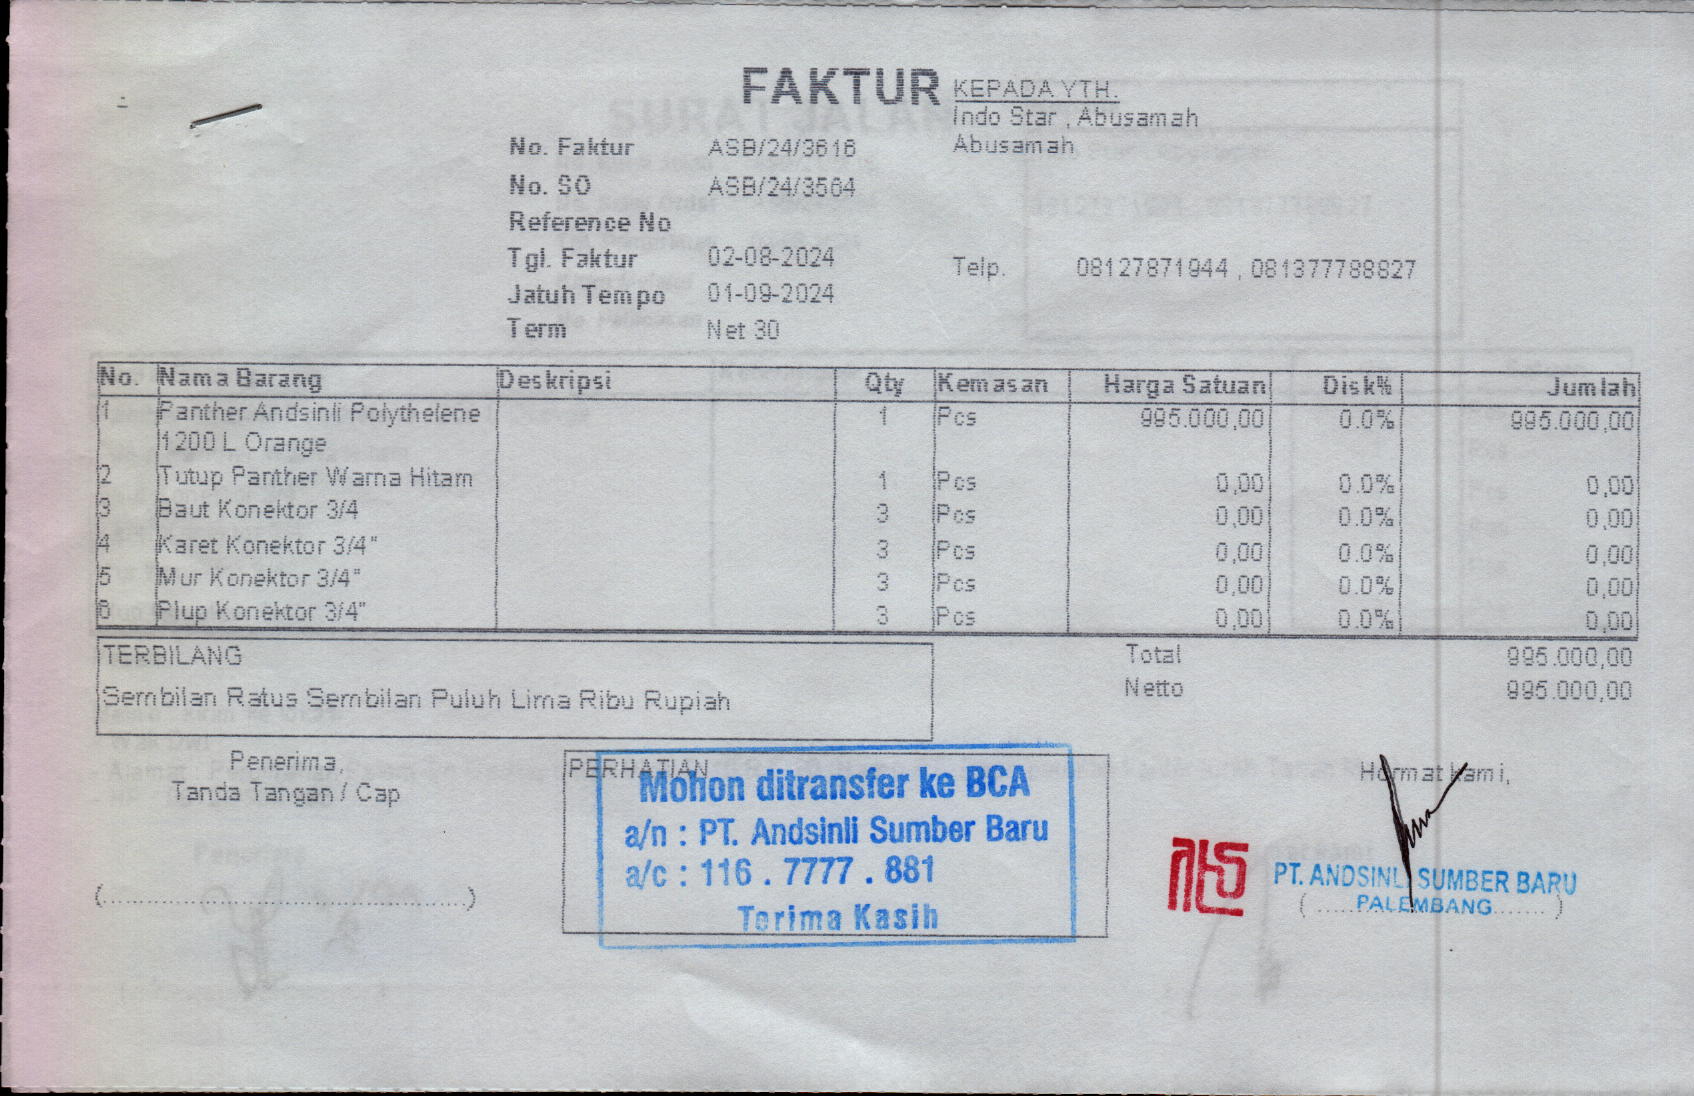 FAKTUR
KEPADA YTH.
Indo Star , Abusamah
Abusamah
No. Faktur ASB/24/3616
No. SO ASB/24/3564
Reference No
Tgl. Faktur 02-08-2024
Jatuh Tempo 01-09-2024
Term Net 30
Telp. 08127871944 , 081377788827
No. Nama Barang Deskripsi Qty Kemasan Harga Satuan Disk% Jumlah
1 Panther Andsinli Polythelene 1 Pcs 995.000,00 0.0% 995.000,00
1200 L Orange
2 Tutup Panther Warna Hitam 1 Pcs 0,00 0.0% 0,00
3 Baut Konektor 3/4 3 Pcs 0,00 0.0% 0,00
4 Karet Konektor 3/4" 3 Pcs 0,00 0.0% 0,00
5 Mur Konektor 3/4" 3 Pcs 0,00 0.0% 0,00
6 Plup Konektor 3/4" 3 Pcs 0,00 0.0% 0,00
TERBILANG
Sembilan Ratus Sembilan Puluh Lima Ribu Rupiah
Total 995.000,00
Netto 995.000,00
Penerima,
Tanda Tangan / Cap
(..................................................)
PERHATIAN
Mohon ditransfer ke BCA
a/n : PT. Andsinli Sumber Baru
a/c : 116 . 7777 . 881
Terima Kasih
Hormat kami,
PT. ANDSINLI SUMBER BARU
PALEMBANG